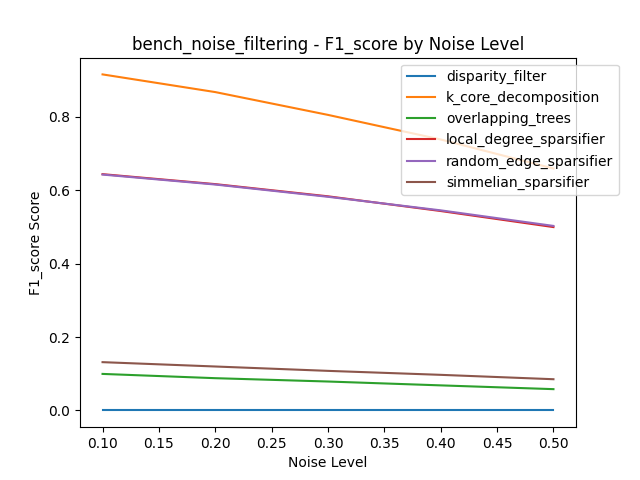 bench_noise_filtering - F1_score by Noise Level
disparity_filter
k_core_decomposition
overlapping_trees
local_degree_sparsifier
random_edge_sparsifier
simmelian_sparsifier
F1_score Score
0.8
0.6
0.4
0.2
0.0
0.10 0.15 0.20 0.25 0.30 0.35 0.40 0.45 0.50
Noise Level